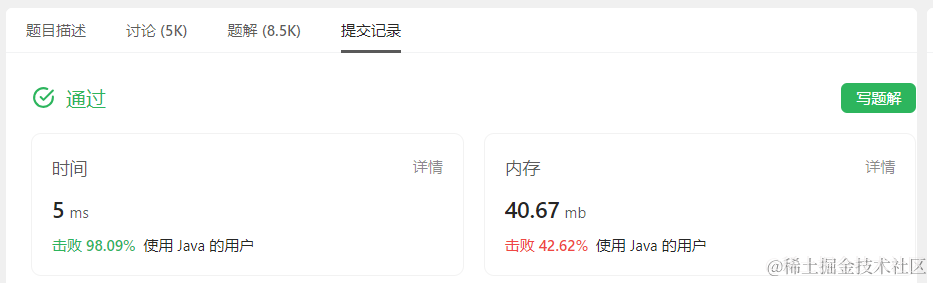 题目描述 讨论 (5K) 题解 (8.5K) 提交记录
通过 写题解
时间 详情 内存 详情
5 ms 40.67 mb
击败 98.09% 使用 Java 的用户 击败 42.62% 使用 Java 的用户
@稀土掘金技术社区